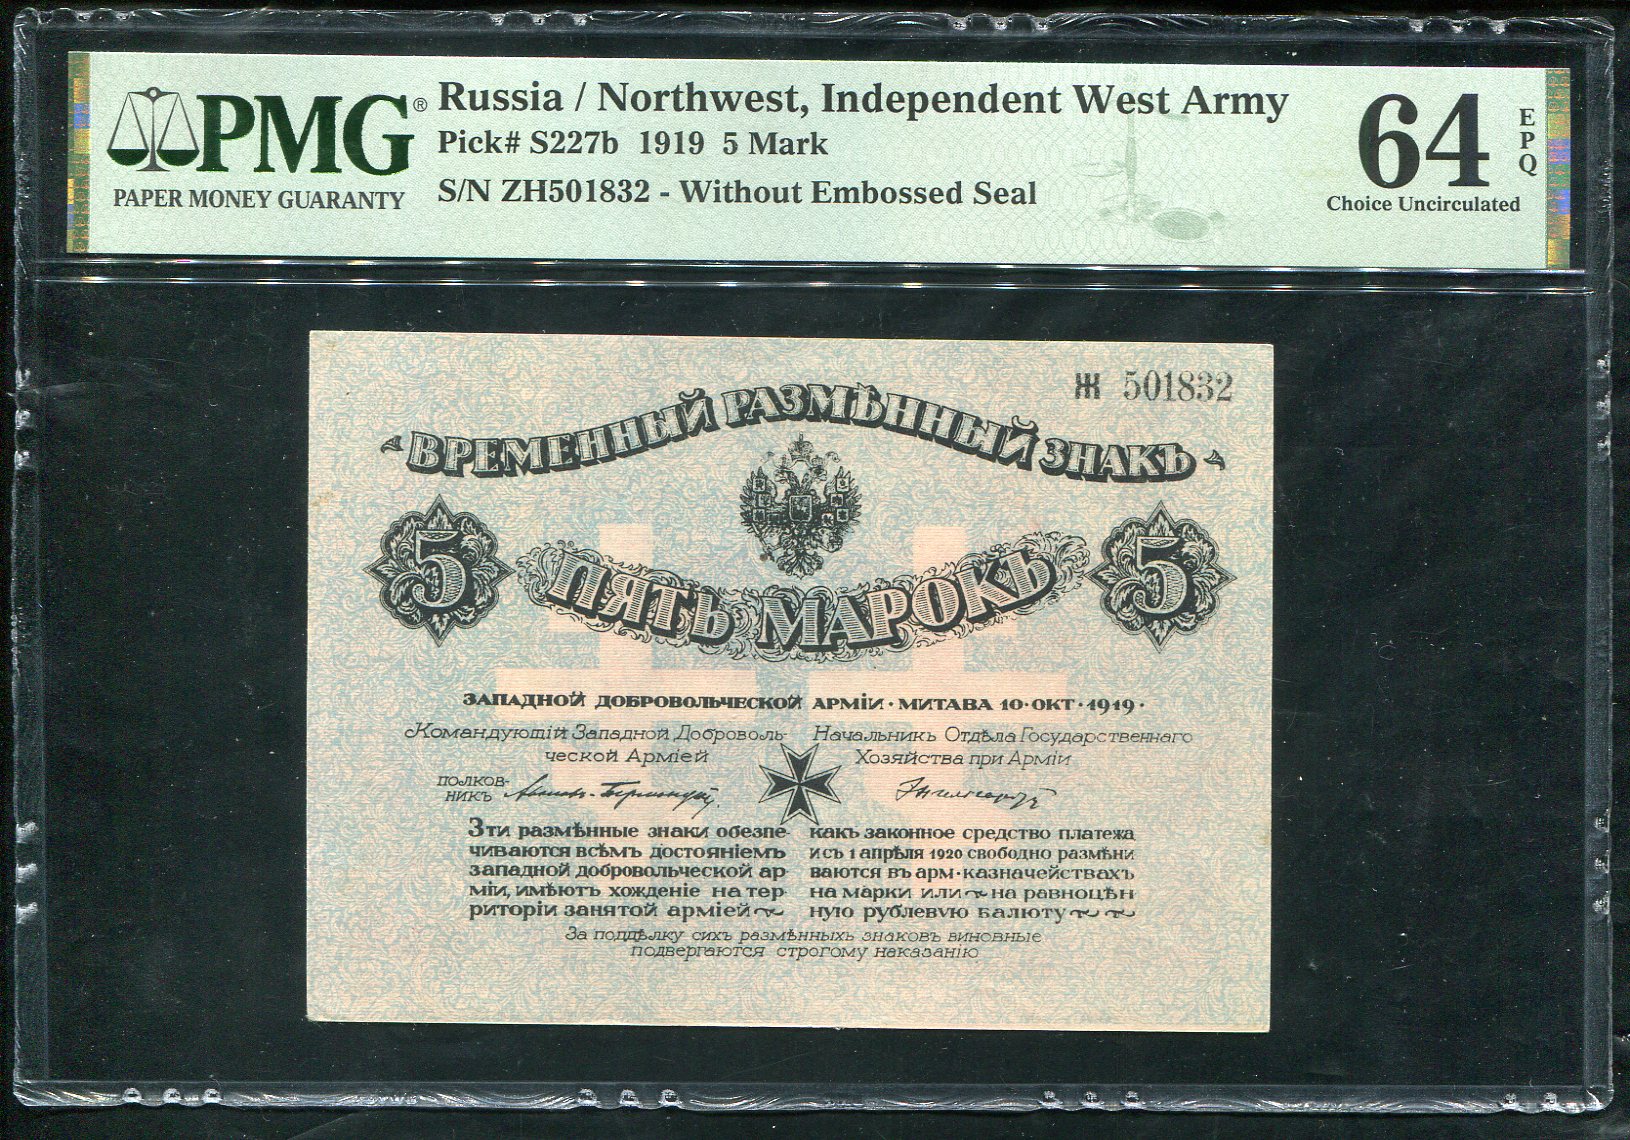 PMG®
PAPER MONEY GUARANTY
Russia / Northwest, Independent West Army
Pick# S227b 1919 5 Mark
S/N ZH501832 - Without Embossed Seal
64
EPQ
Choice Uncirculated
Ж 501832
ВРЕМЕННЫЙ РАЗМѢННЫЙ ЗНАКЪ
5
ПЯТЬ МАРОКЪ
5
ЗАПАДНОЙ ДОБРОВОЛЬЧЕСКОЙ АРМІИ · МИТАВА 10 · ОКТ · 1919 ·
Командующій Западной Доброволь-
ческой Арміей
полков-
никъ
Начальникъ Отдѣла Государственнаго
Хозяйства при Арміи
Эти размѣнные знаки обезпе-
чиваются всѣмъ достояніемъ
западной добровольческой ар-
міи, имѣютъ хожденіе на тер-
риторіи занятой арміей
какъ законное средство платежа
и съ 1 апрѣля 1920 свободно размѣни
ваются въ арм · казначействахъ
на марки или на равноцѣн
ную рублевую валюту
За поддѣлку сихъ размѣнныхъ знаковъ виновные
подвергаются строгому наказанію